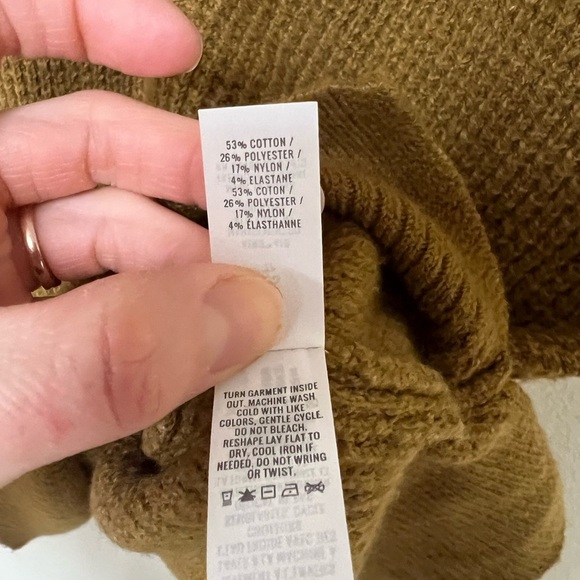 53% COTTON /
26% POLYESTER /
17% NYLON /
4% ELASTANE
53% COTON /
26% POLYESTER /
17% NYLON /
4% ÉLASTHANNE
TURN GARMENT INSIDE
OUT. MACHINE WASH
COLD WITH LIKE
COLORS, GENTLE CYCLE.
DO NOT BLEACH.
RESHAPE LAY FLAT TO
DRY, COOL IRON IF
NEEDED, DO NOT WRING
OR TWIST.